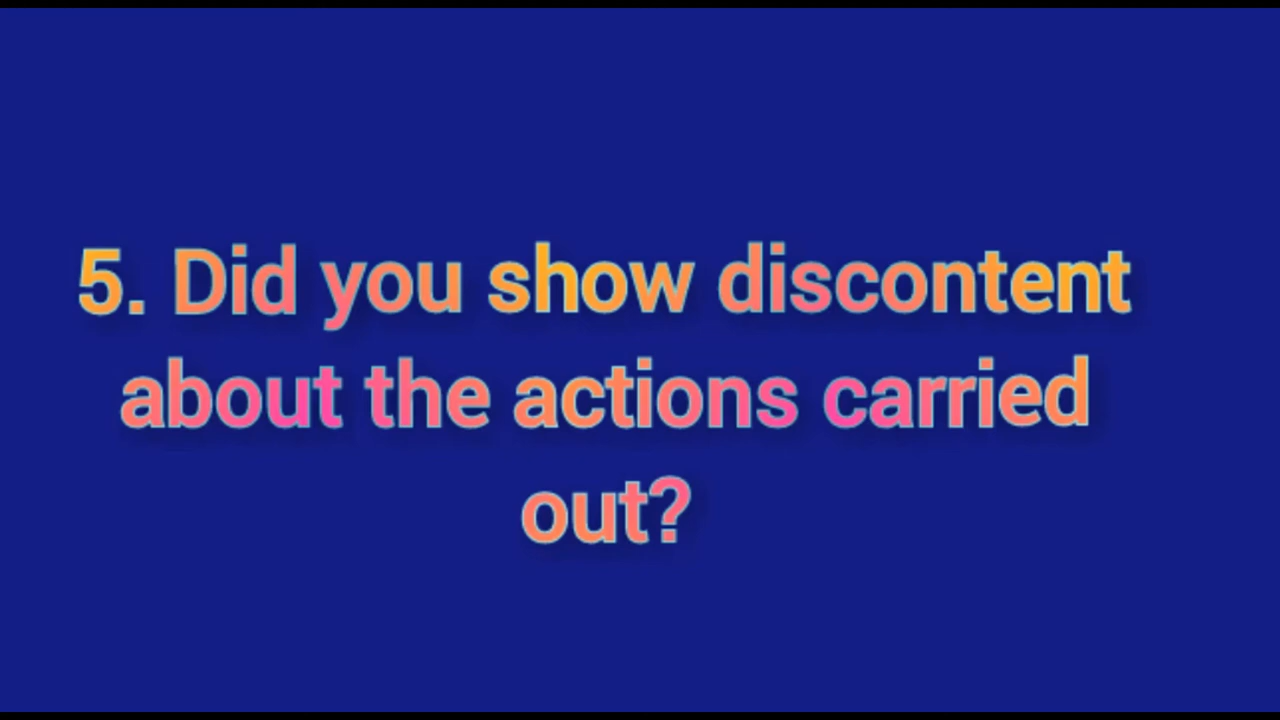 5. Did you show discontent
about the actions carried
out?